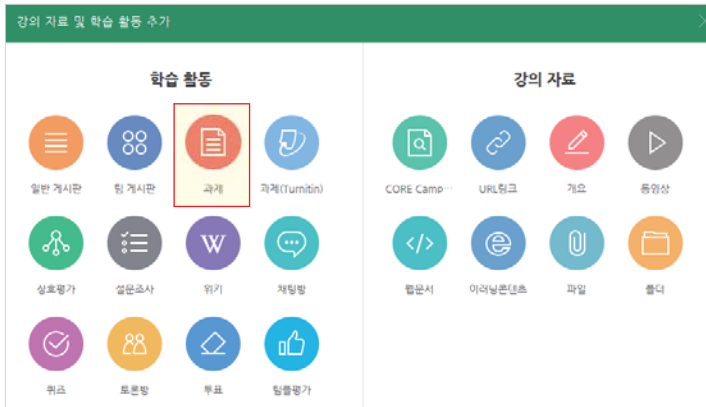 강의 자료 및 학습 활동 추가
학습 활동
일반 게시판 팀 게시판 과제 과제(Turnitin)
상호평가 설문조사 위키 채팅방
퀴즈 토론방 투표 팀플평가
강의 자료
CORE Camp… URL링크 개요 동영상
웹문서 이러닝콘텐츠 파일 폴더